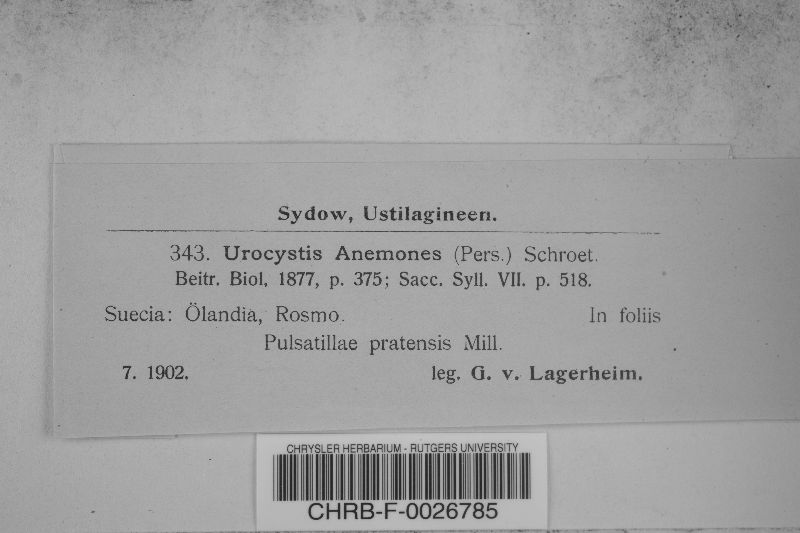 Sydow, Ustilagineen.
343. Urocystis Anemones (Pers.) Schroet.
Beitr. Biol, 1877, p. 375; Sacc. Syll. VII. p. 518.
Suecia: Ölandia, Rosmo. In foliis
Pulsatillae pratensis Mill.
7. 1902. leg. G. v. Lagerheim.
CHRYSLER HERBARIUM - RUTGERS UNIVERSITY
CHRB-F-0026785